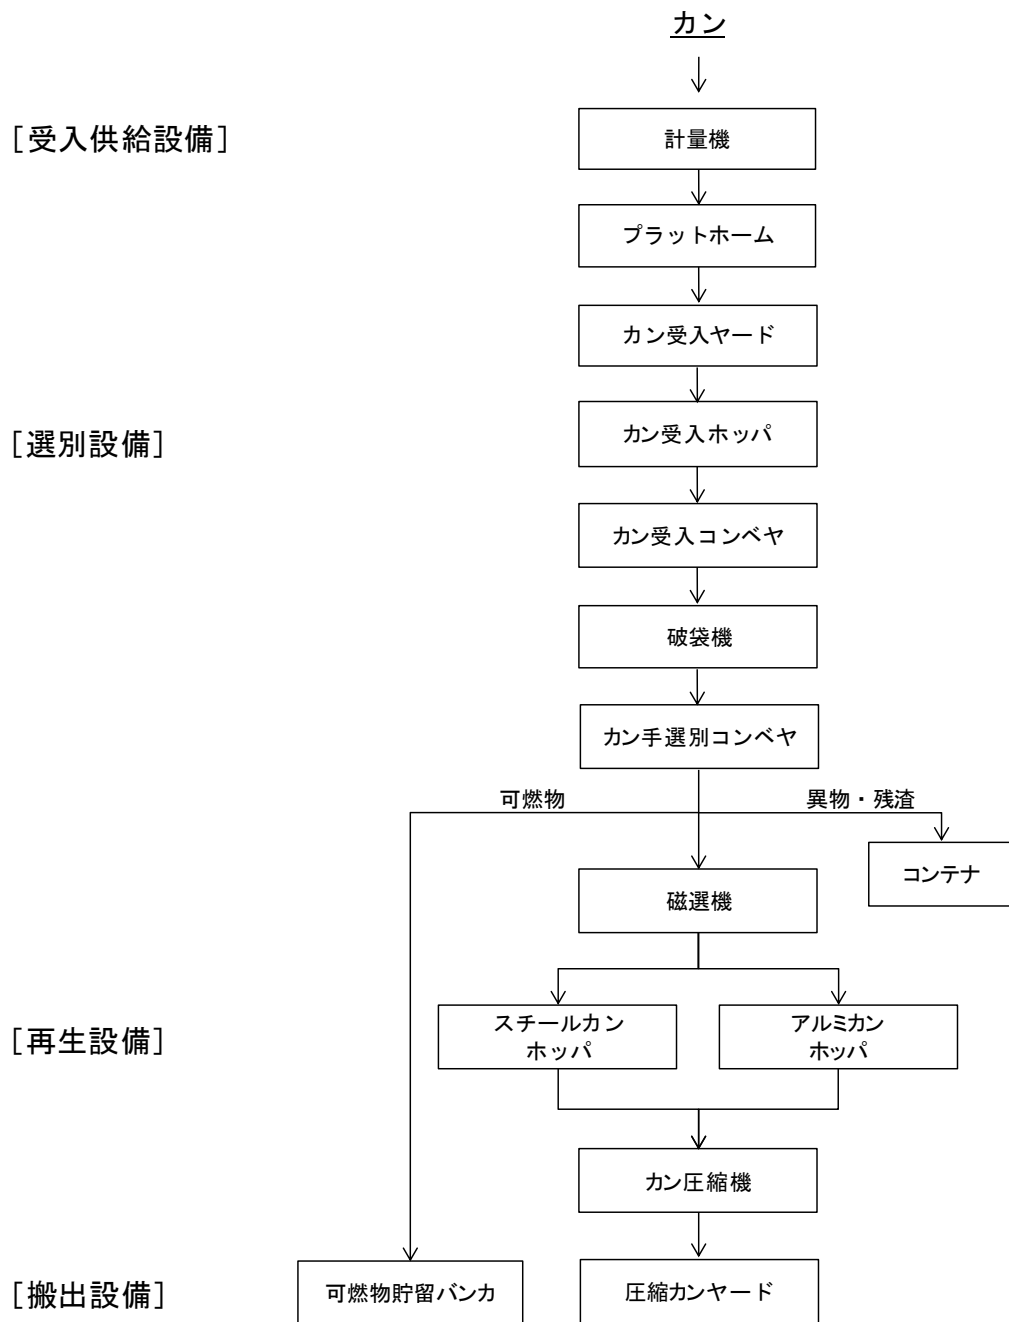 カン
［受入供給設備］
計量機
プラットホーム
カン受入ヤード
［選別設備］
カン受入ホッパ
カン受入コンベヤ
破袋機
カン手選別コンベヤ
可燃物
異物・残渣
コンテナ
磁選機
［再生設備］
スチールカン
ホッパ
アルミカン
ホッパ
カン圧縮機
［搬出設備］
可燃物貯留バンカ
圧縮カンヤード